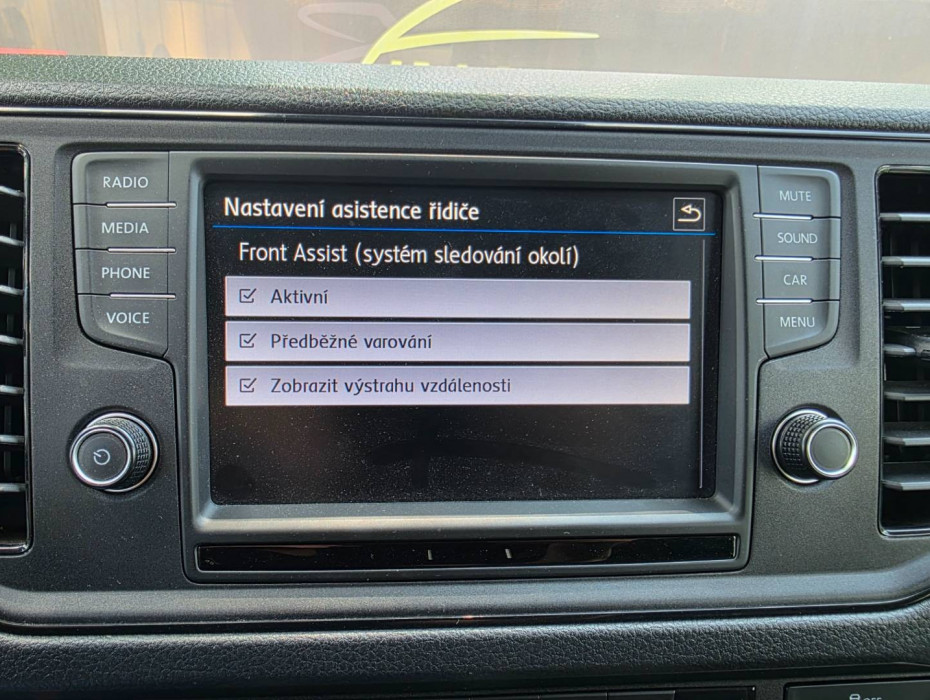 RADIO
MEDIA
PHONE
VOICE
Nastavení asistence řidiče
Front Assist (systém sledování okolí)
Aktivní
Předběžné varování
Zobrazit výstrahu vzdálenosti
MUTE
SOUND
CAR
MENU
OFF